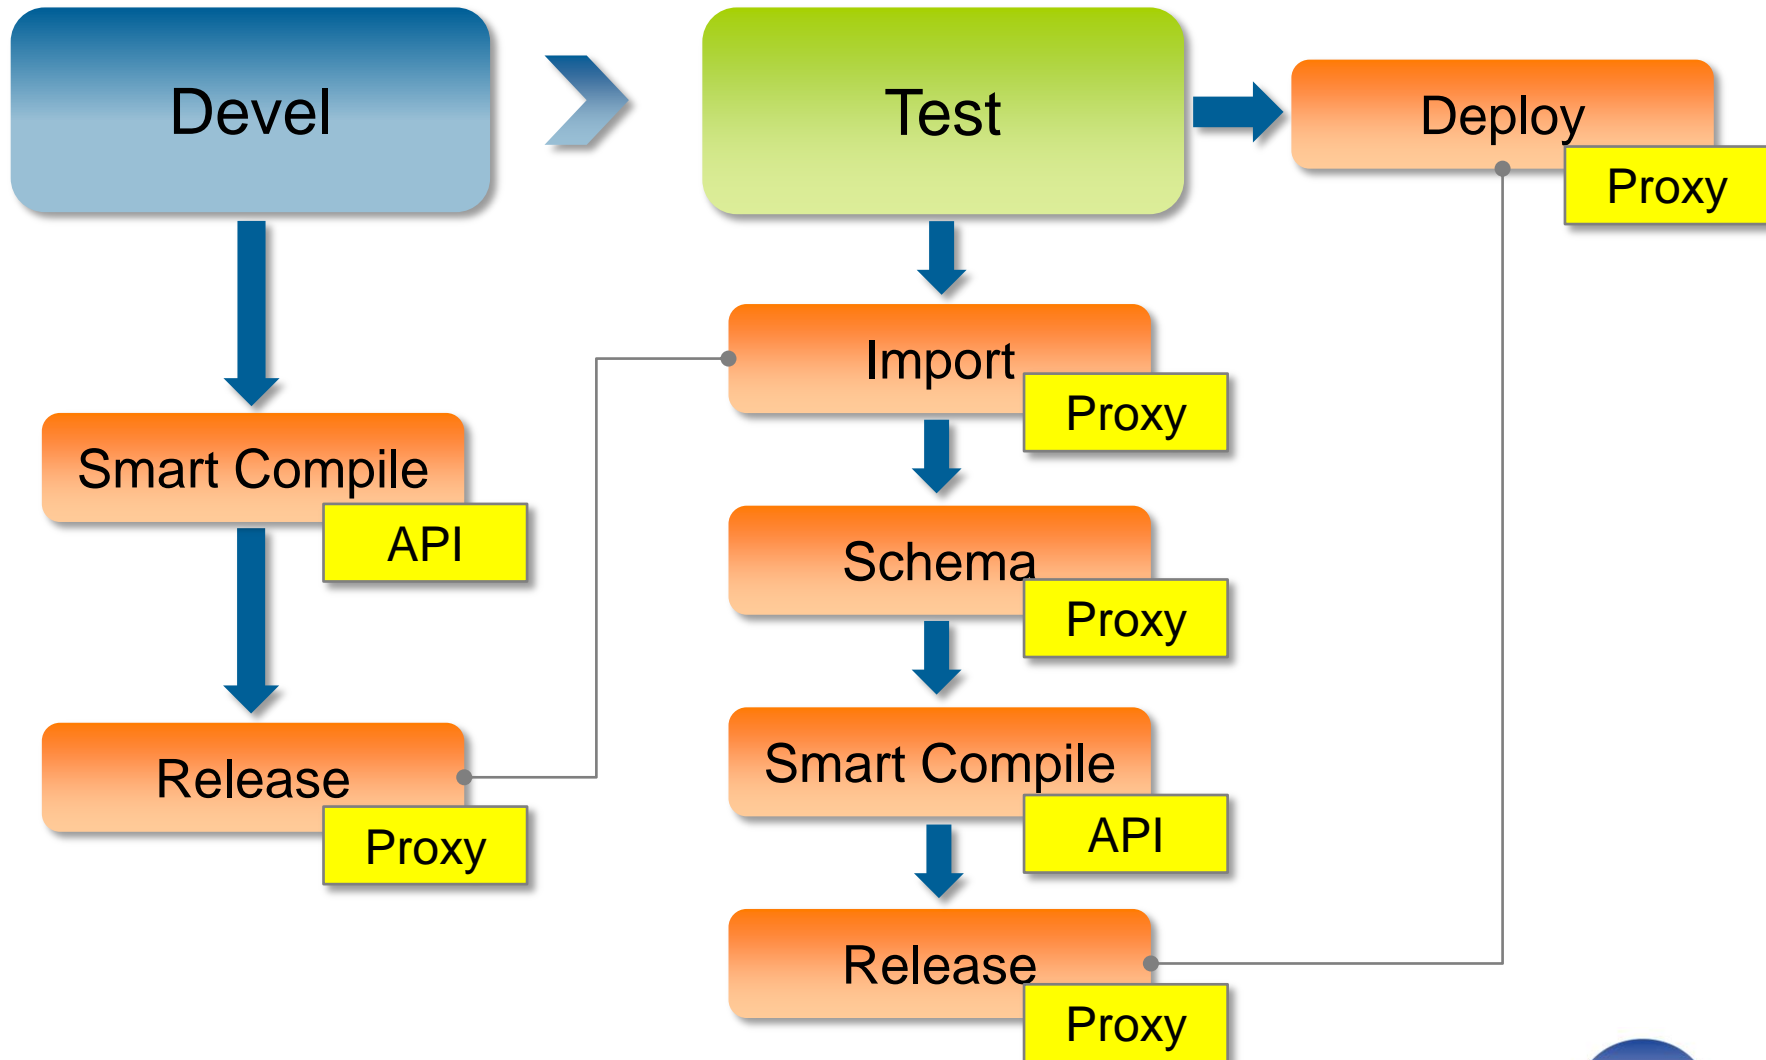 Devel
Test
Deploy
Proxy
Import
Proxy
Smart Compile
API
Schema
Proxy
Release
Proxy
Smart Compile
API
Release
Proxy